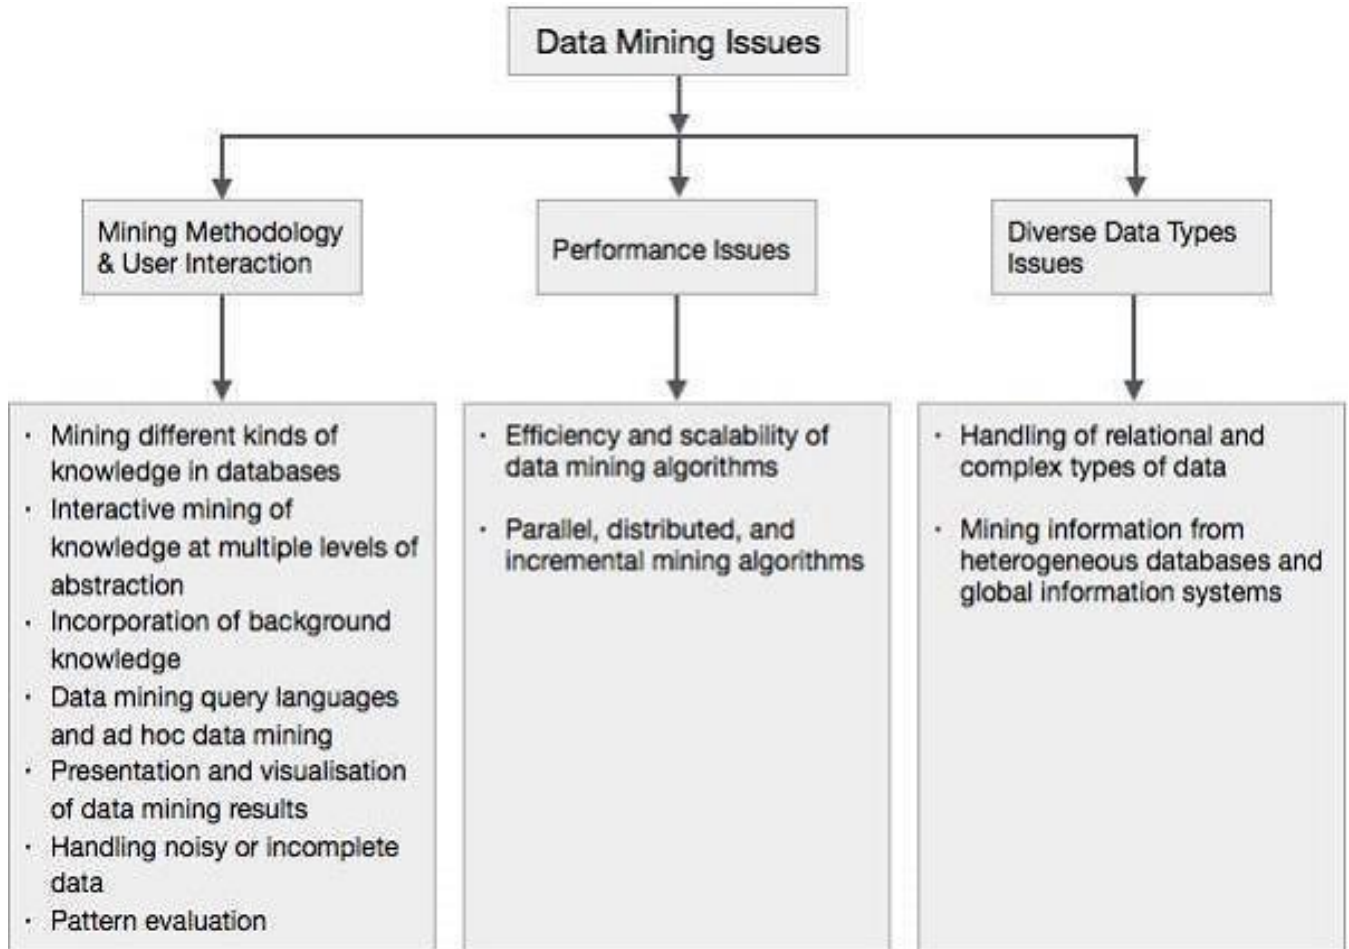 Data Mining Issues
Mining Methodology
& User Interaction
Performance Issues
Diverse Data Types
Issues
· Mining different kinds of
knowledge in databases
· Interactive mining of
knowledge at multiple levels of
abstraction
· Incorporation of background
knowledge
· Data mining query languages
and ad hoc data mining
· Presentation and visualisation
of data mining results
· Handling noisy or incomplete
data
· Pattern evaluation
· Efficiency and scalability of
data mining algorithms
· Parallel, distributed, and
incremental mining algorithms
· Handling of relational and
complex types of data
· Mining information from
heterogeneous databases and
global information systems